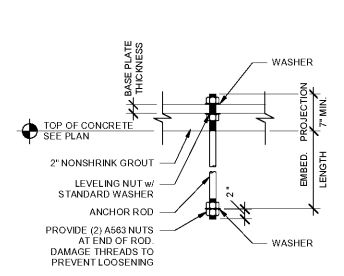 BASE PLATE
THICKNESS
WASHER
PROJECTION
7" MIN.
TOP OF CONCRETE
SEE PLAN
2" NONSHRINK GROUT
EMBED.
LENGTH
LEVELING NUT w/
STANDARD WASHER
2"
ANCHOR ROD
PROVIDE (2) A563 NUTS
AT END OF ROD.
DAMAGE THREADS TO
PREVENT LOOSENING
WASHER